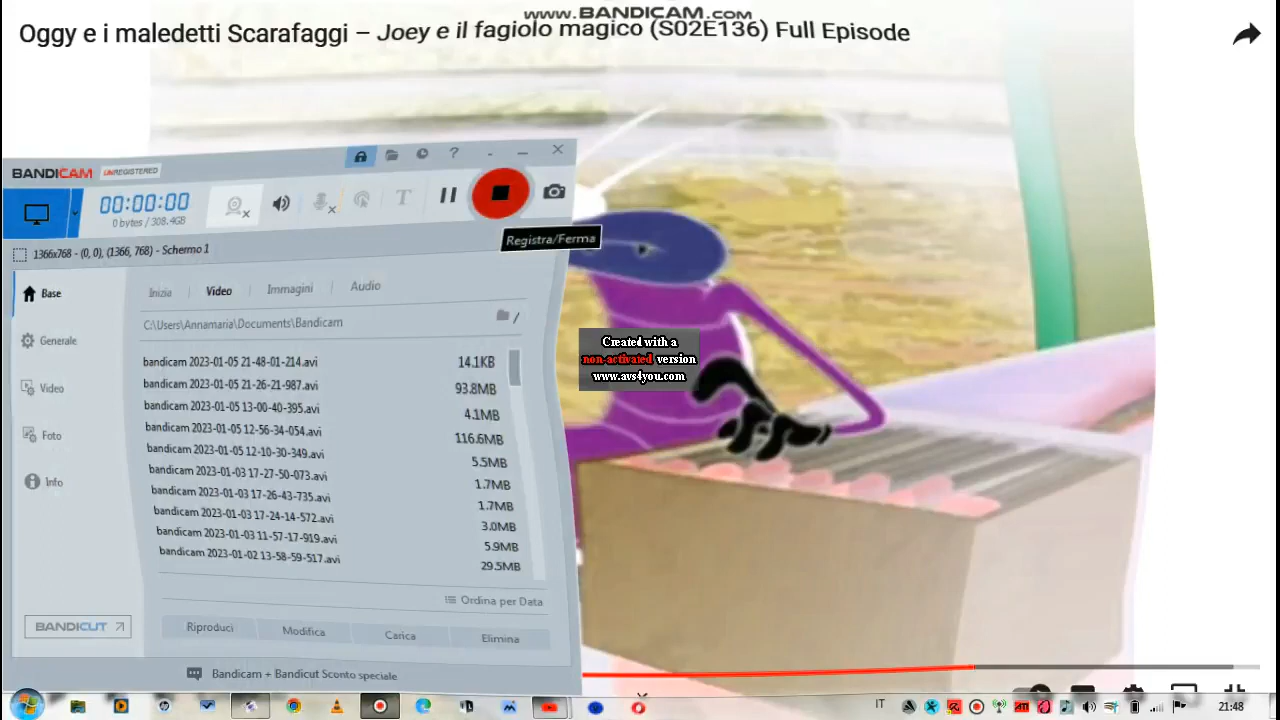 www.BANDICAM.com
Oggy e i maledetti Scarafaggi – Joey e il fagiolo magico (S02E136) Full Episode
BANDICAM UNREGISTERED
?
00:00:00
0 bytes / 308.4GB
T
Registra/Ferma
1366x768 - (0, 0), (1366, 768) - Schermo 1
Base
Generale
Video
Foto
Info
Inizia Video Immagini Audio
C:\Users\Annamaria\Documents\Bandicam
bandicam 2023-01-05 21-48-01-214.avi 14.1KB
bandicam 2023-01-05 21-26-21-987.avi 93.8MB
bandicam 2023-01-05 13-00-40-395.avi 4.1MB
bandicam 2023-01-05 12-56-34-054.avi 116.6MB
bandicam 2023-01-05 12-10-30-349.avi 5.5MB
bandicam 2023-01-03 17-27-50-073.avi 1.7MB
bandicam 2023-01-03 17-26-43-735.avi 1.7MB
bandicam 2023-01-03 17-24-14-572.avi 3.0MB
bandicam 2023-01-03 11-57-17-919.avi 5.9MB
bandicam 2023-01-02 13-58-59-517.avi 29.5MB
Ordina per Data
BANDICUT
Riproduci Modifica Carica Elimina
Bandicam + Bandicut Sconto speciale
Created with a
non-activated version
www.avs4you.com
IT
21:48